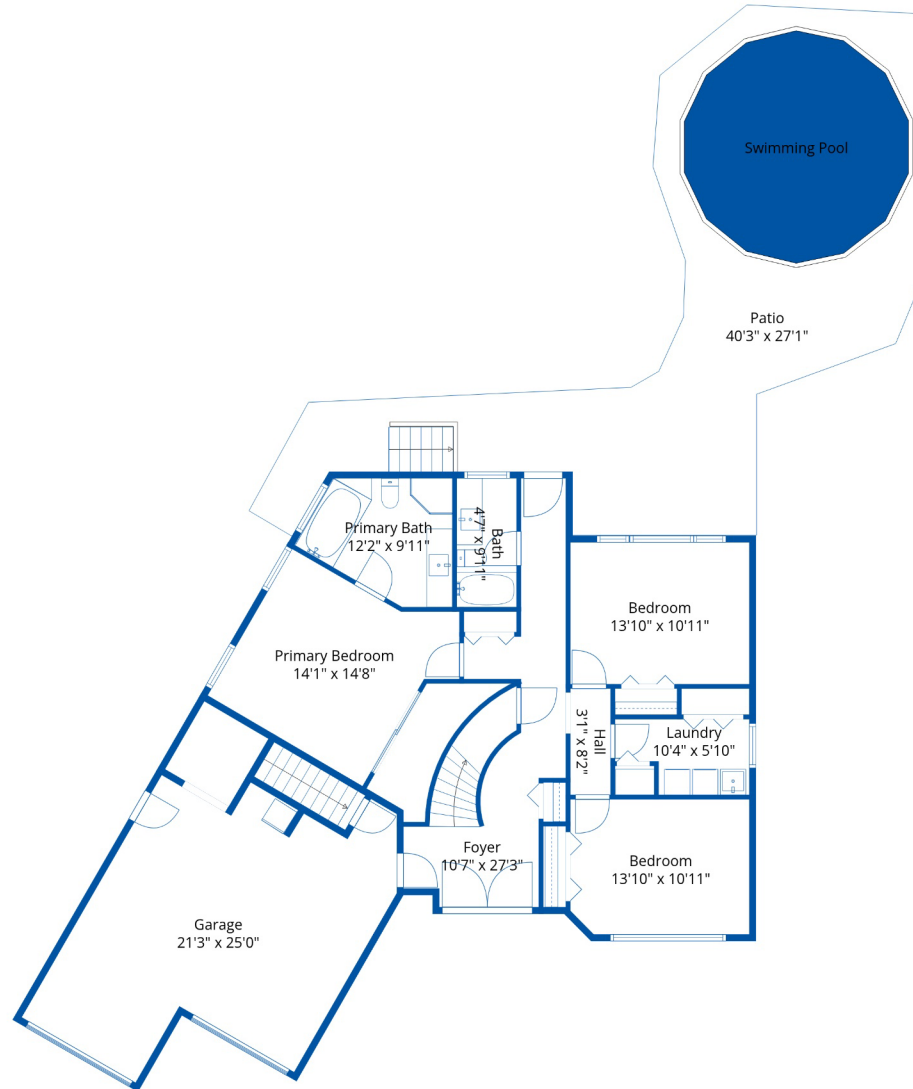 Swimming Pool
Patio
40'3" x 27'1"
Primary Bath
12'2" x 9'11"
Bath
4'7" x 9'11"
Bedroom
13'10" x 10'11"
Primary Bedroom
14'1" x 14'8"
Hall
3'1" x 8'2"
Laundry
10'4" x 5'10"
Foyer
10'7" x 27'3"
Bedroom
13'10" x 10'11"
Garage
21'3" x 25'0"